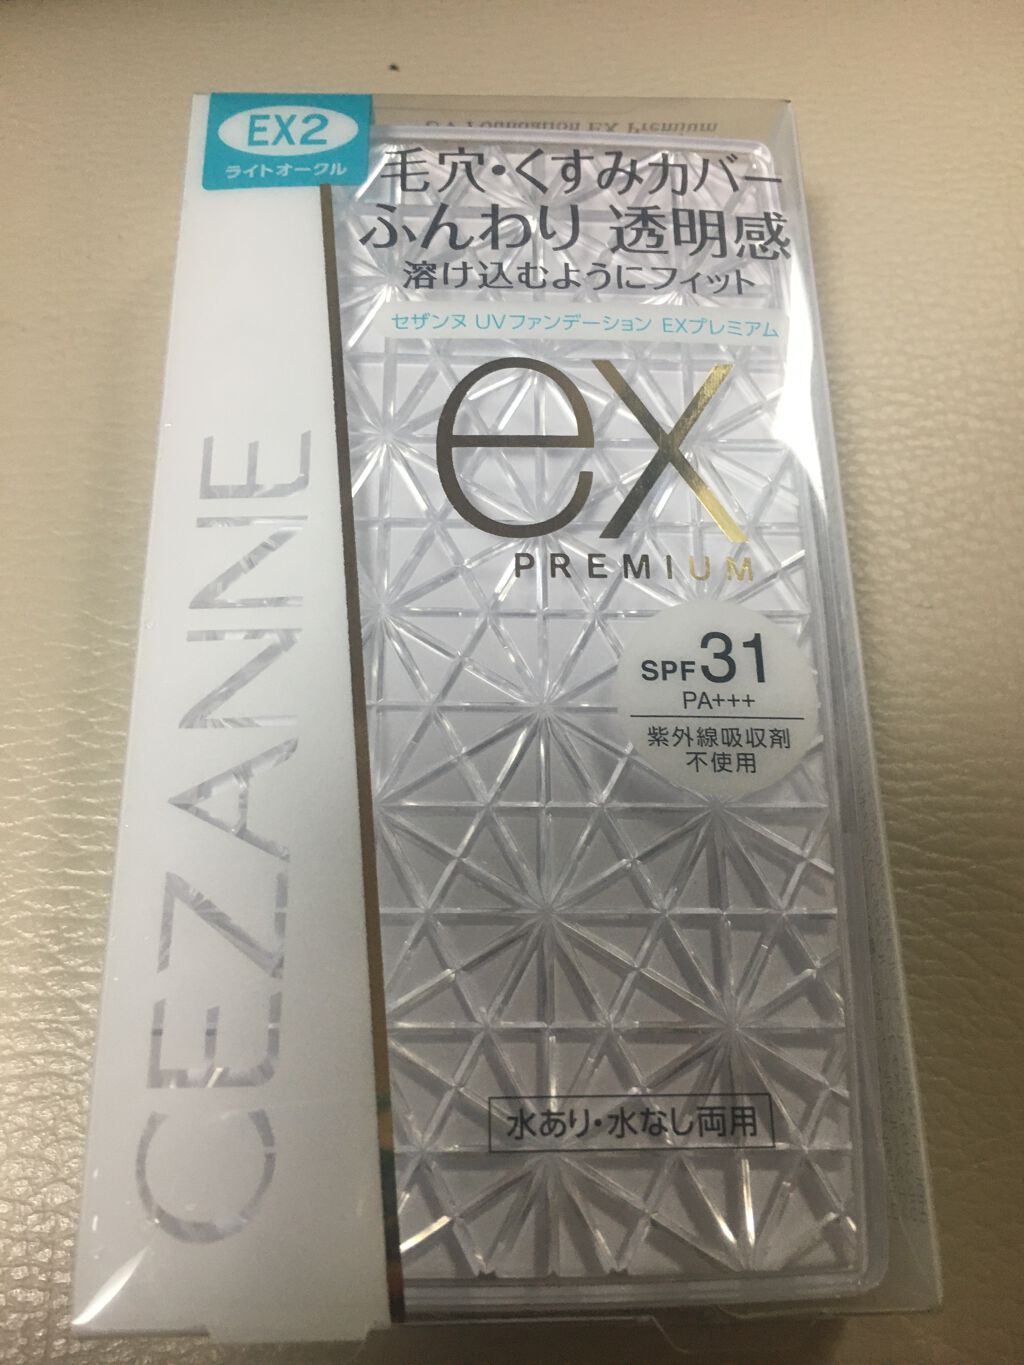 EX2
ライトオークル
UV Foundation EX Premium
毛穴・くすみカバー
ふんわり 透明感
溶け込むようにフィット
セザンヌ UVファンデーション EXプレミアム
ex
PREMIUM
SPF31
PA+++
紫外線吸収剤
不使用
水あり・水なし両用
CEZANNE